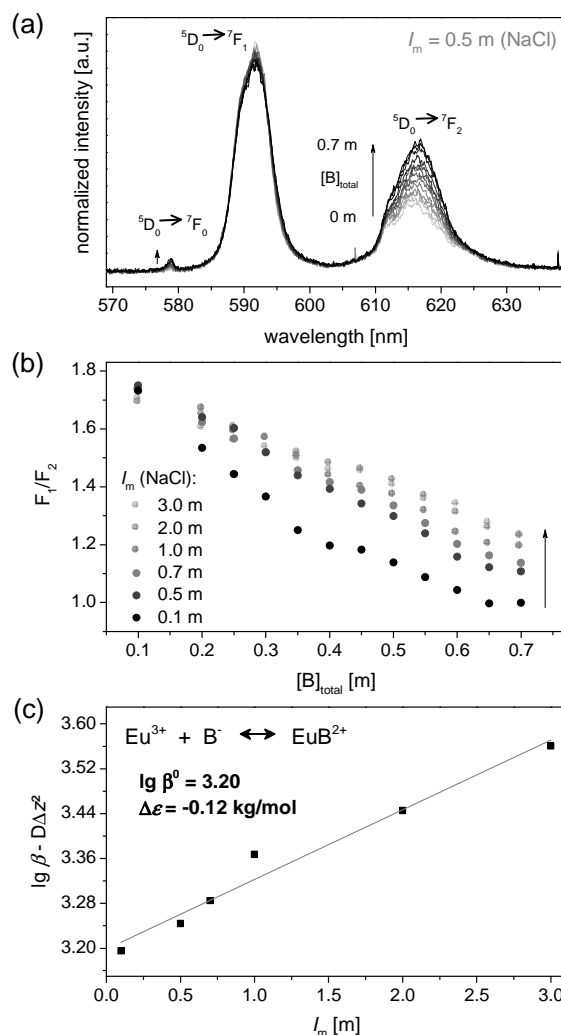 (a)
⁵D₀→⁷F₁
Iₘ = 0.5 m (NaCl)
⁵D₀→⁷F₂
0.7 m
[B]total
0 m
⁵D₀→⁷F₀
normalized intensity [a.u.]
570 580 590 600 610 620 630
wavelength [nm]
(b)
F₁/F₂
1.8
1.6
1.4
1.2
1.0
Iₘ (NaCl):
3.0 m
2.0 m
1.0 m
0.7 m
0.5 m
0.1 m
0.1 0.2 0.3 0.4 0.5 0.6 0.7
[B]total [m]
(c)
lg β - DΔz²
3.60
3.52
3.44
3.36
3.28
3.20
Eu³⁺ + B⁻ ↔ EuB²⁺
lg β⁰ = 3.20
Δε = -0.12 kg/mol
0.0 0.5 1.0 1.5 2.0 2.5 3.0
Iₘ [m]